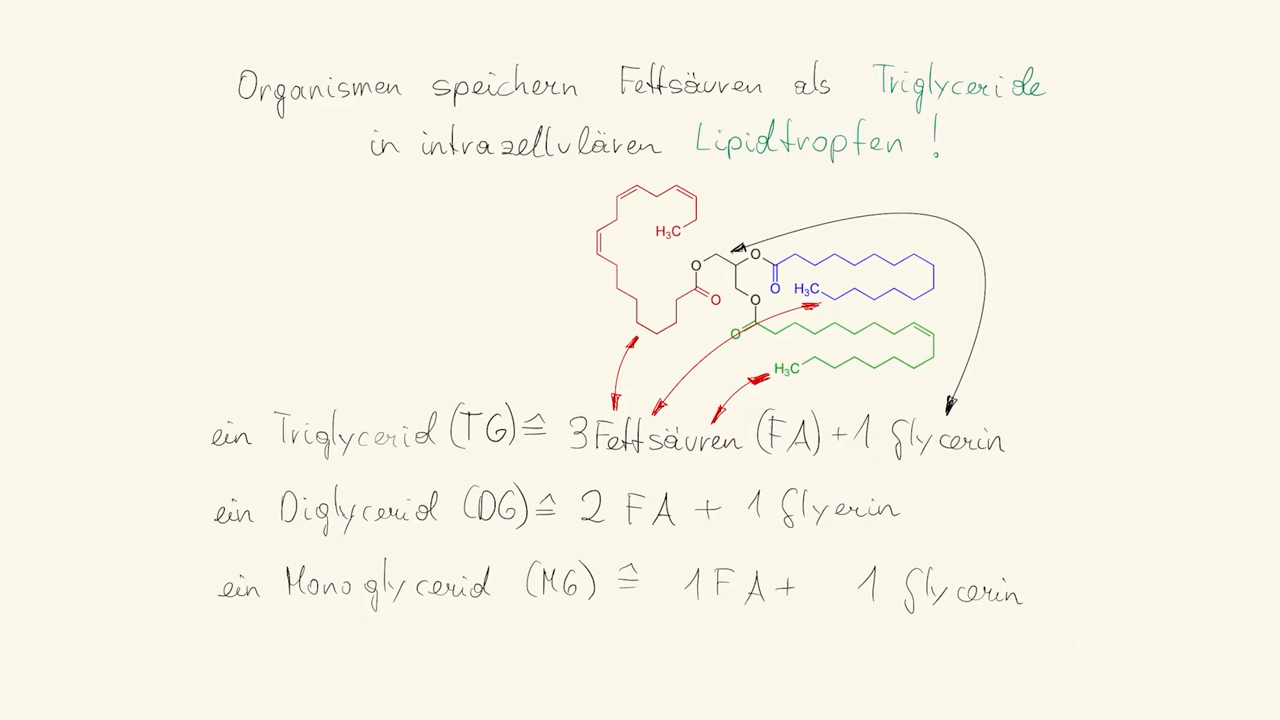 Organismen speichern Fettsäuren als Triglyceride
in intrazellulären Lipidtropfen!
H₃C
O
O
O
O
H₃C
O
O
H₃C
ein Triglycerid (TG) ≙ 3 Fettsäuren (FA) + 1 Glycerin
ein Diglycerid (DG) ≙ 2 FA + 1 Glyerin
ein Monoglycerid (MG) ≙ 1 FA + 1 Glycerin